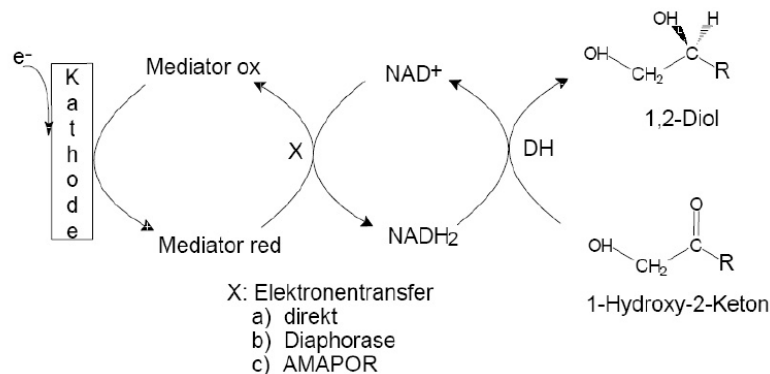 e-
Kathode
Mediator ox
Mediator red
X
NAD+
NADH2
DH
OH H
OH
CH2
C
R
1,2-Diol
O
OH
C
CH2
R
1-Hydroxy-2-Keton
X: Elektronentransfer
a) direkt
b) Diaphorase
c) AMAPOR